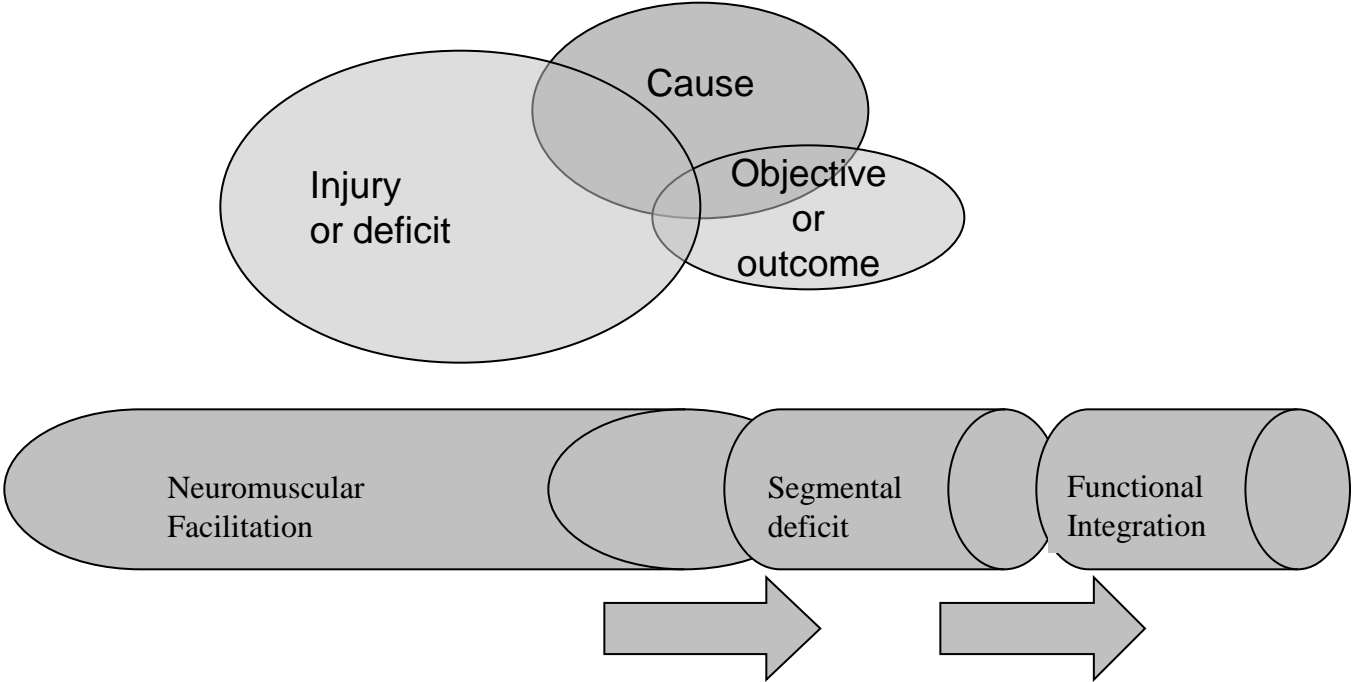 Cause
Injury
or deficit
Objective
or
outcome
Neuromuscular
Facilitation
Segmental
deficit
Functional
Integration